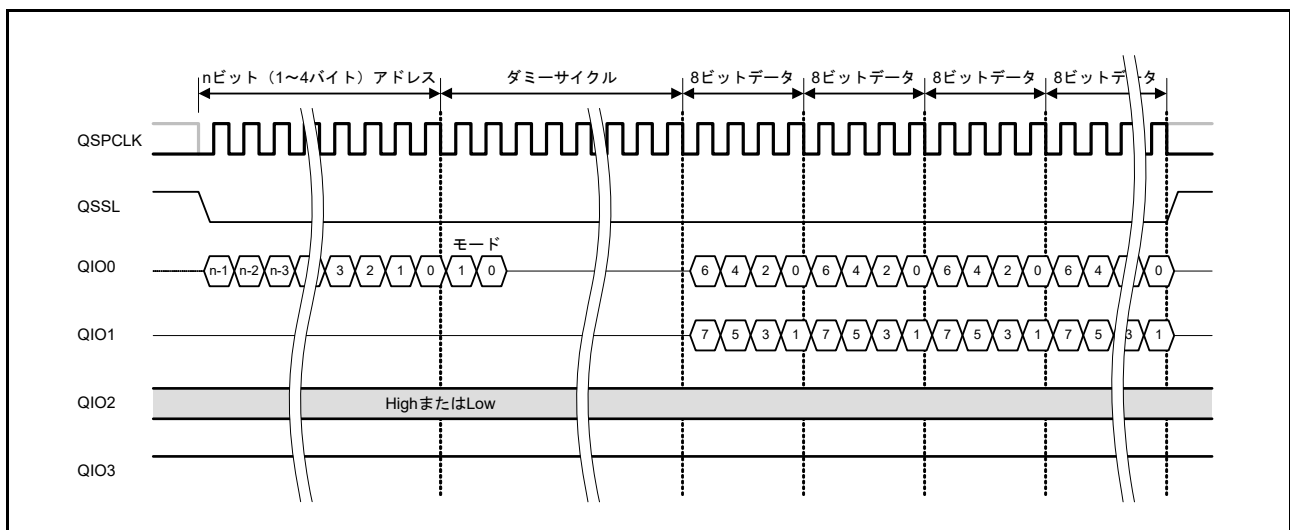 nビット（1～4バイト）アドレス ダミーサイクル 8ビットデータ 8ビットデータ 8ビットデータ 8ビットデータ
QSPCLK
QSSL
モード
QIO0 n-1 n-2 n-3 3 2 1 0 1 0 6 4 2 0 6 4 2 0 6 4 2 0 6 4 0
QIO1 7 5 3 1 7 5 3 1 7 5 3 1 7 5 3 1
QIO2 HighまたはLow
QIO3